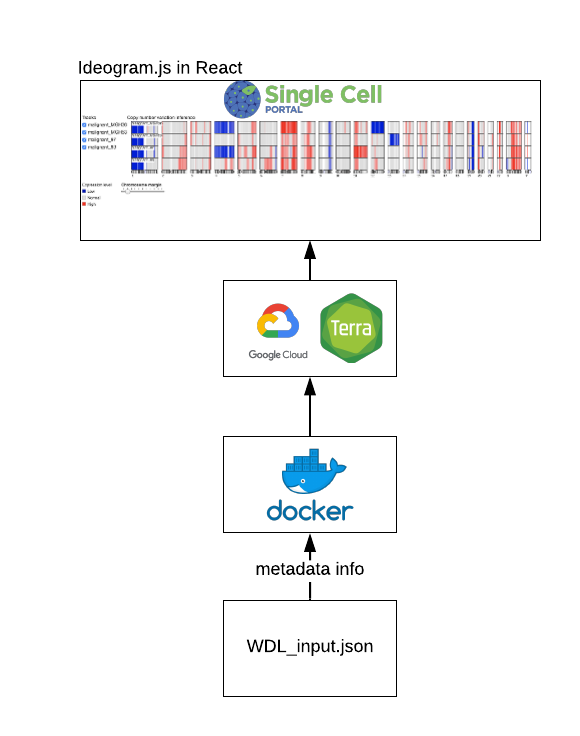 Ideogram.js in React
Single Cell
PORTAL
Tracks
Copy number variation inference
malignant_MGH36
malignant_MGH53
malignant_97
malignant_93
Expression level
Chromosome margin
Low
Normal
High
Google Cloud
Terra
docker
metadata info
WDL_input.json